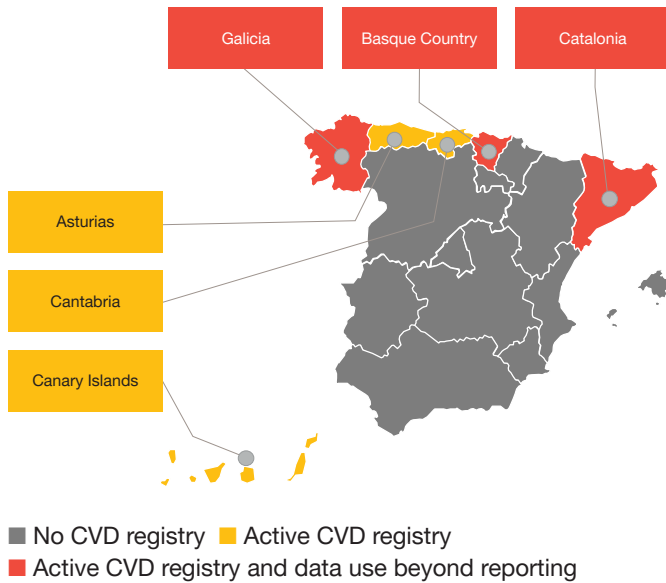 Galicia
Basque Country
Catalonia
Asturias
Cantabria
Canary Islands
No CVD registry
Active CVD registry
Active CVD registry and data use beyond reporting